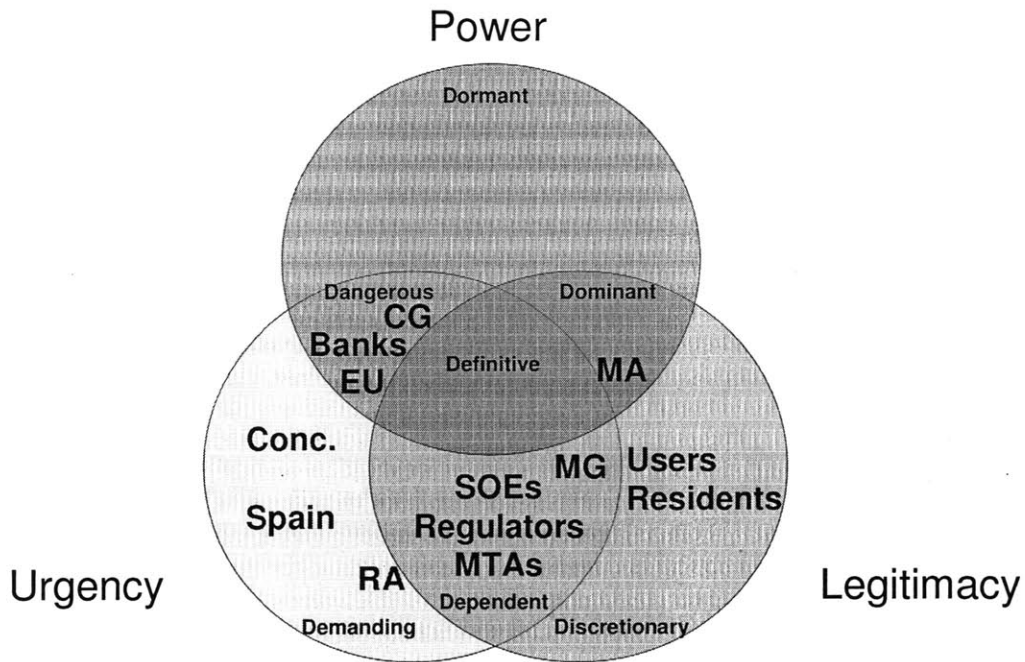 Power
Dormant
Dangerous
Dominant
CG
Banks
Definitive
MA
EU
Conc.
MG
Users
SOEs
Residents
Spain
Regulators
MTAs
RA
Urgency
Legitimacy
Dependent
Demanding
Discretionary